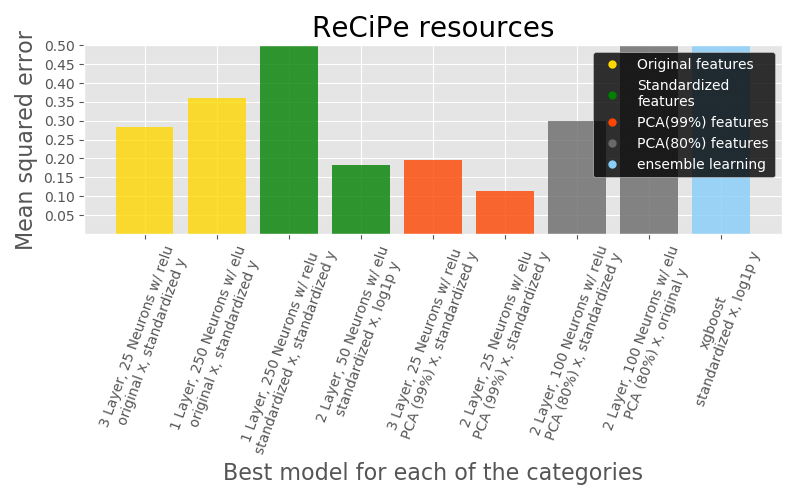 ReCiPe resources
Mean squared error
0.50
0.45
0.40
0.35
0.30
0.25
0.20
0.15
0.10
0.05
Original features
Standardized
features
PCA(99%) features
PCA(80%) features
ensemble learning
3 Layer, 25 Neurons w/ relu
original x, standardized y
1 Layer, 250 Neurons w/ elu
original x, standardized y
1 Layer, 250 Neurons w/ relu
standardized x, standardized y
2 Layer, 50 Neurons w/ elu
standardized x, log1p y
3 Layer, 25 Neurons w/ relu
PCA (99%) x, standardized y
2 Layer, 25 Neurons w/ elu
PCA (99%) x, standardized y
2 Layer, 100 Neurons w/ relu
PCA (80%) x, standardized y
2 Layer, 100 Neurons w/ elu
PCA (80%) x, original y
xgboost
standardized x, log1p y
Best model for each of the categories